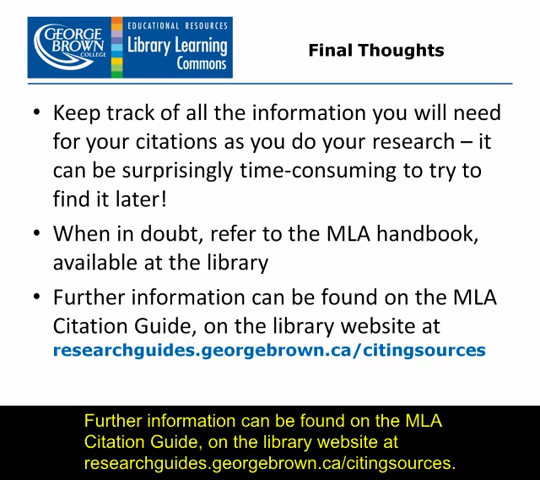 GEORGE
BROWN
COLLEGE
EDUCATIONAL RESOURCES
Library Learning
Commons
Final Thoughts
• Keep track of all the information you will need
for your citations as you do your research – it
can be surprisingly time-consuming to try to
find it later!
• When in doubt, refer to the MLA handbook,
available at the library
• Further information can be found on the MLA
Citation Guide, on the library website at
researchguides.georgebrown.ca/citingsources
Further information can be found on the MLA
Citation Guide, on the library website at
researchguides.georgebrown.ca/citingsources.